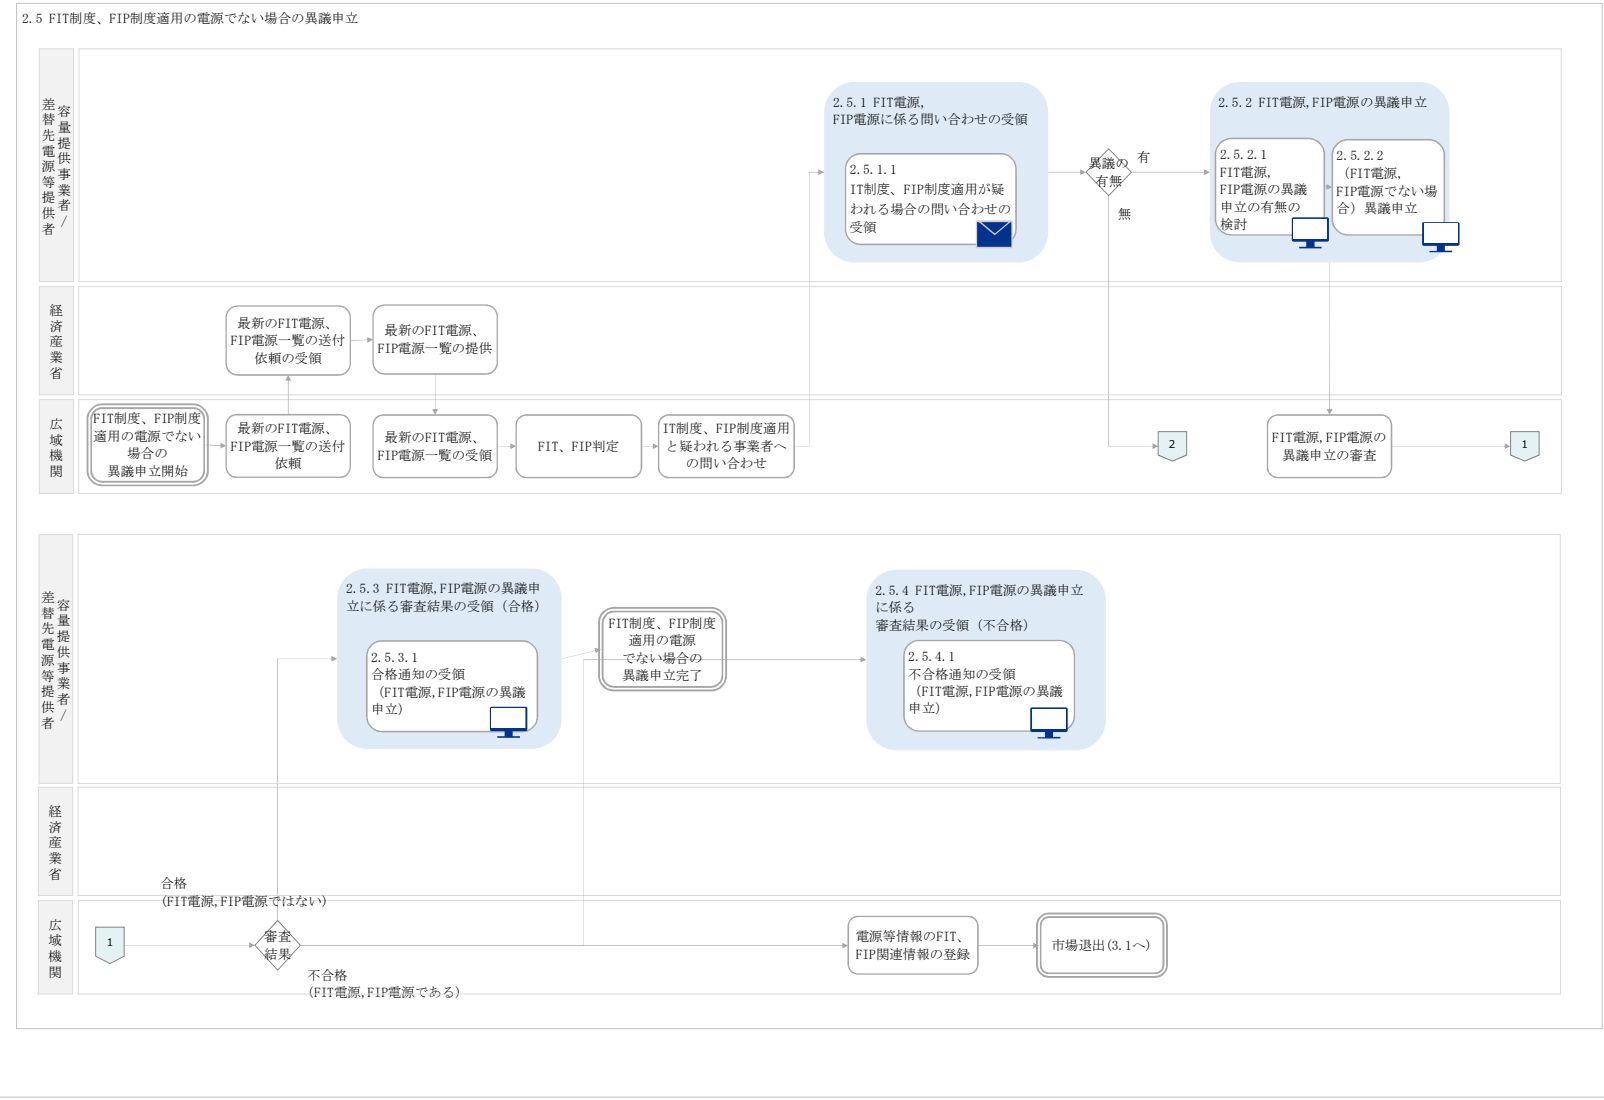 2.5 FIT制度、FIP制度適用の電源でない場合の異議申立
容量提供事業者/
差替先電源等提供者
2.5.1 FIT電源,
FIP電源に係る問い合わせの受領
2.5.1.1
IT制度、FIP制度適用が疑
われる場合の問い合わせの
受領
異議の
有無
有
無
2.5.2 FIT電源,FIP電源の異議申立
2.5.2.1
FIT電源,
FIP電源の異議
申立の有無の
検討
2.5.2.2
（FIT電源,
FIP電源でない場
合）異議申立
経済産業省
最新のFIT電源、
FIP電源一覧の送付
依頼の受領
最新のFIT電源、
FIP電源一覧の提供
広域機関
FIT制度、FIP制度
適用の電源でない
場合の
異議申立開始
最新のFIT電源、
FIP電源一覧の送付
依頼
最新のFIT電源、
FIP電源一覧の受領
FIT、FIP判定
IT制度、FIP制度適用
と疑われる事業者へ
の問い合わせ
2
FIT電源,FIP電源の
異議申立の審査
1
容量提供事業者/
差替先電源等提供者
2.5.3 FIT電源,FIP電源の異議申
立に係る審査結果の受領（合格）
2.5.3.1
合格通知の受領
（FIT電源,FIP電源の異議
申立）
FIT制度、FIP制度
適用の電源
でない場合の
異議申立完了
2.5.4 FIT電源,FIP電源の異議申立
に係る
審査結果の受領（不合格）
2.5.4.1
不合格通知の受領
（FIT電源,FIP電源の異議
申立）
経済産業省
合格
(FIT電源,FIP電源ではない)
広域機関
1
審査
結果
不合格
(FIT電源,FIP電源である)
電源等情報のFIT、
FIP関連情報の登録
市場退出(3.1へ)